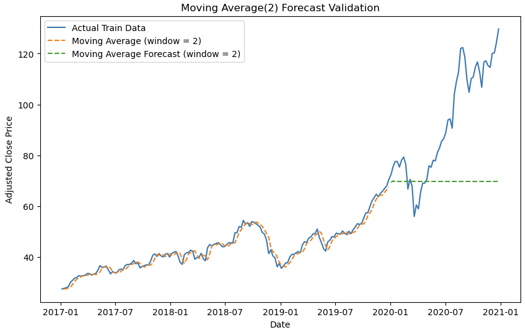 Moving Average(2) Forecast Validation
Actual Train Data
Moving Average (window = 2)
Moving Average Forecast (window = 2)
Adjusted Close Price
120
100
80
60
40
2017-01 2017-07 2018-01 2018-07 2019-01 2019-07 2020-01 2020-07 2021-01
Date